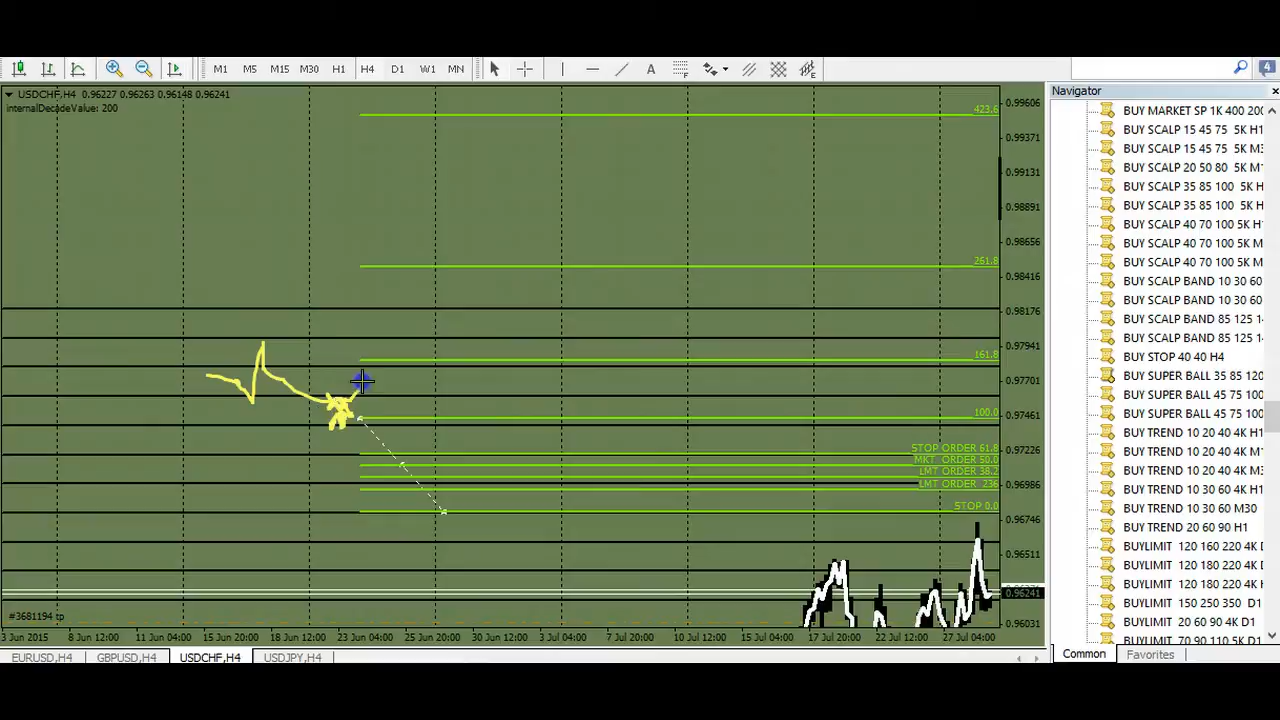 M1 M5 M15 M30 H1 H4 D1 W1 MN
A
F
E
4
USDCHF,H4 0.96227 0.96263 0.96148 0.96241
internalDecadeValue: 200
423.6
261.8
161.8
100.0
STOP ORDER 61.8
MKT ORDER 50.0
LMT ORDER 38.2
LMT ORDER 236
STOP 0.0
#3681194 tp
0.99606
0.99371
0.99131
0.98891
0.98656
0.98416
0.98176
0.97941
0.97701
0.97461
0.97226
0.96986
0.96746
0.96511
0.96241
0.96031
3 Jun 2015 8 Jun 12:00 11 Jun 04:00 15 Jun 20:00 18 Jun 12:00 23 Jun 04:00 25 Jun 20:00 30 Jun 12:00 3 Jul 04:00 7 Jul 20:00 10 Jul 12:00 15 Jul 04:00 17 Jul 20:00 22 Jul 12:00 27 Jul 04:00
EURUSD,H4 GBPUSD,H4 USDCHF,H4 USDJPY,H4
Navigator
BUY MARKET SP 1K 400 200
BUY SCALP 15 45 75 5K H1
BUY SCALP 15 45 75 5K M3
BUY SCALP 20 50 80 5K M
BUY SCALP 35 85 100 5K H
BUY SCALP 35 85 100 5K M
BUY SCALP 40 70 100 5K H
BUY SCALP 40 70 100 5K M
BUY SCALP 40 70 100 5K M
BUY SCALP BAND 10 30 60
BUY SCALP BAND 10 30 60
BUY SCALP BAND 85 125 1
BUY SCALP BAND 85 125 1
BUY STOP 40 40 H4
BUY SUPER BALL 35 85 120
BUY SUPER BALL 45 75 100
BUY SUPER BALL 45 75 100
BUY TREND 10 20 40 4K H1
BUY TREND 10 20 40 4K M1
BUY TREND 10 20 40 4K M3
BUY TREND 10 30 60 4K H1
BUY TREND 10 30 60 M30
BUY TREND 20 60 90 H1
BUYLIMIT 120 160 220 4K
BUYLIMIT 120 180 220 4K
BUYLIMIT 120 180 220 4K
BUYLIMIT 150 250 350 D1
BUYLIMIT 20 60 90 4K D1
BUYLIMIT 70 90 110 5K D1
Common Favorites